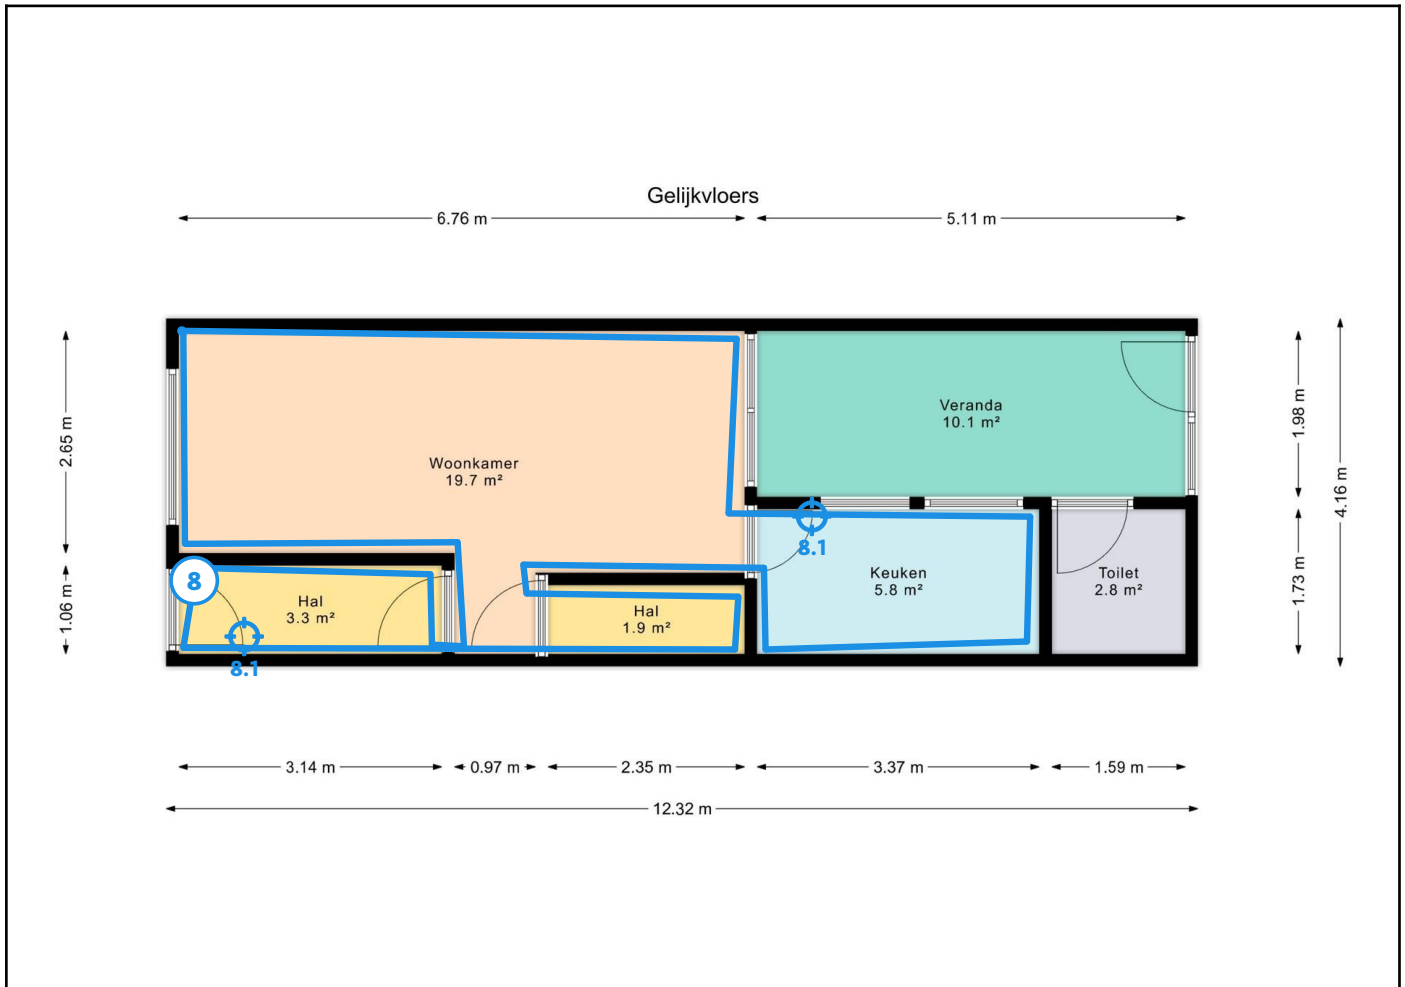 Gelijkvloers
6.76 m
5.11 m
2.65 m
1.98 m
4.16 m
Veranda
10.1 m²
Woonkamer
19.7 m²
8.1
8
Keuken
5.8 m²
Toilet
2.8 m²
1.06 m
1.73 m
Hal
3.3 m²
Hal
1.9 m²
8.1
3.14 m
0.97 m
2.35 m
3.37 m
1.59 m
12.32 m